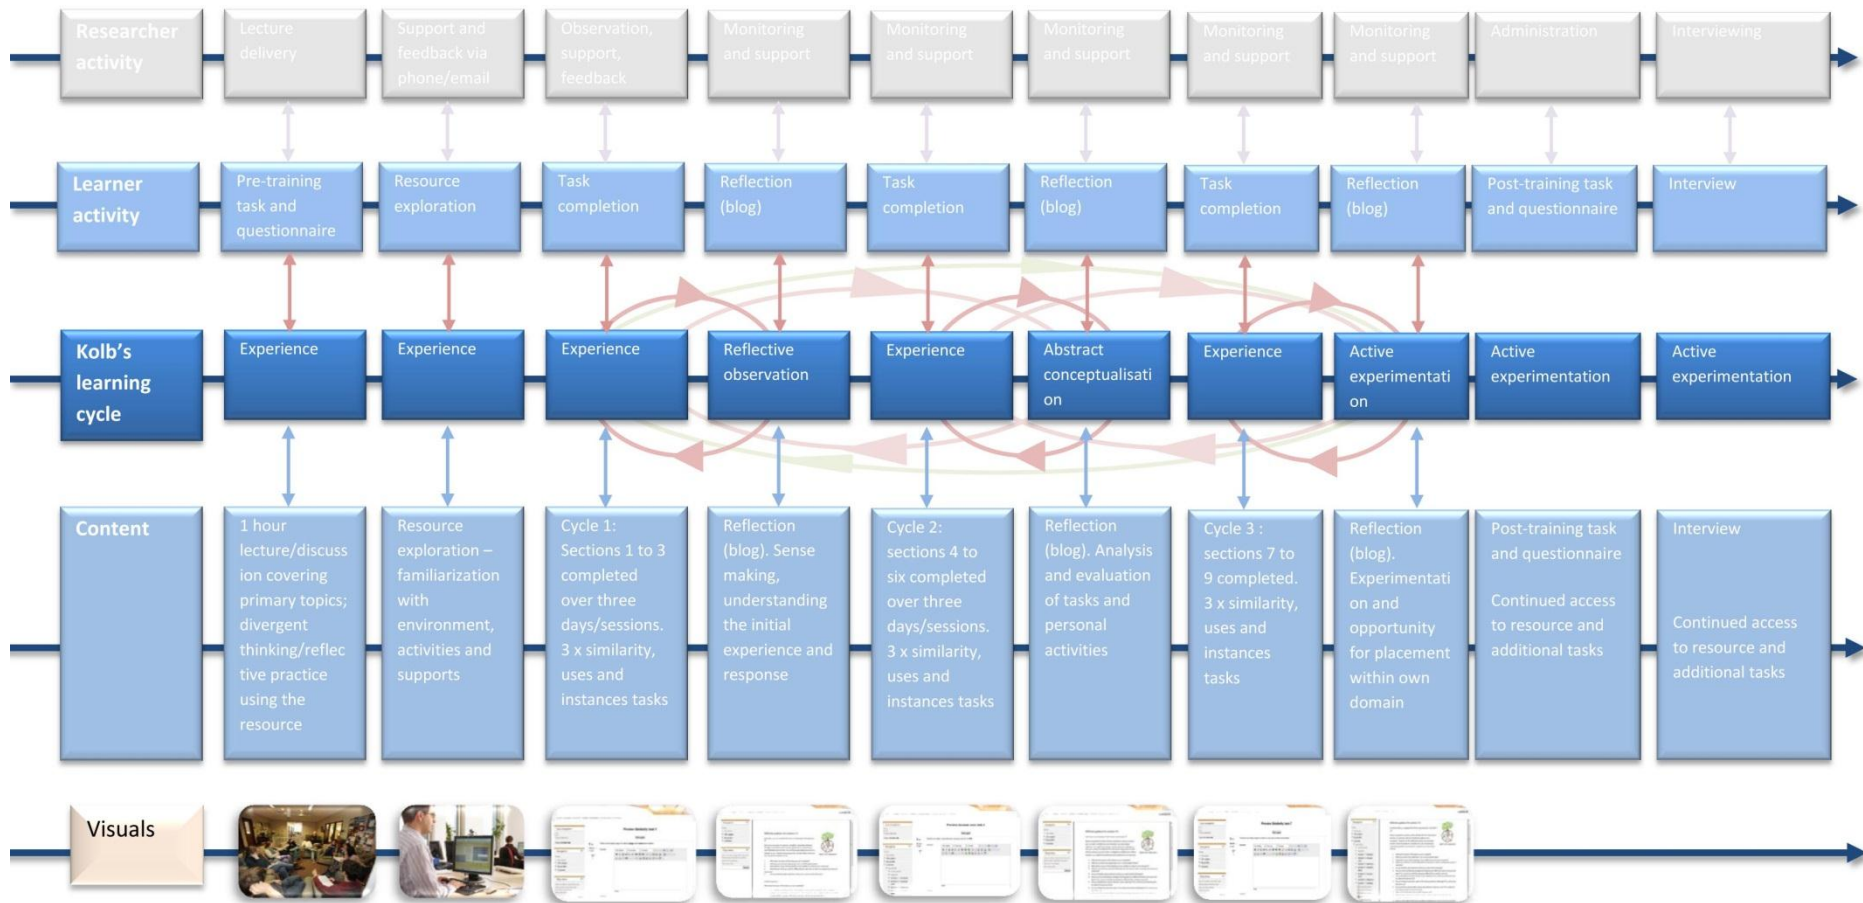 Researcher
activity
Lecture
delivery
Support and
feedback via
phone/email
Observation,
support,
feedback
Monitoring
and support
Monitoring
and support
Monitoring
and support
Monitoring
and support
Monitoring
and support
Administration
Interviewing
Learner
activity
Pre-training
task and
questionnaire
Resource
exploration
Task
completion
Reflection
(blog)
Task
completion
Reflection
(blog)
Task
completion
Reflection
(blog)
Post-training task
and questionnaire
Interview
Kolb's
learning
cycle
Experience
Experience
Experience
Reflective
observation
Experience
Abstract
conceptualisati
on
Experience
Active
experimentati
on
Active
experimentation
Active
experimentation
Content
1 hour
lecture/discuss
ion covering
primary topics;
divergent
thinking/reflec
tive practice
using the
resource
Resource
exploration –
familiarization
with
environment,
activities and
supports
Cycle 1:
Sections 1 to 3
completed
over three
days/sessions.
3 x similarity,
uses and
instances tasks
Reflection
(blog). Sense
making,
understanding
the initial
experience and
response
Cycle 2:
sections 4 to
six completed
over three
days/sessions.
3 x similarity,
uses and
instances tasks
Reflection
(blog). Analysis
and evaluation
of tasks and
personal
activities
Cycle 3 :
sections 7 to
9 completed.
3 x similarity,
uses and
instances
tasks
Reflection
(blog).
Experimentati
on and
opportunity
for placement
within own
domain
Post-training task
and questionnaire
Continued access
to resource and
additional tasks
Interview
Continued access
to resource and
additional tasks
Visuals